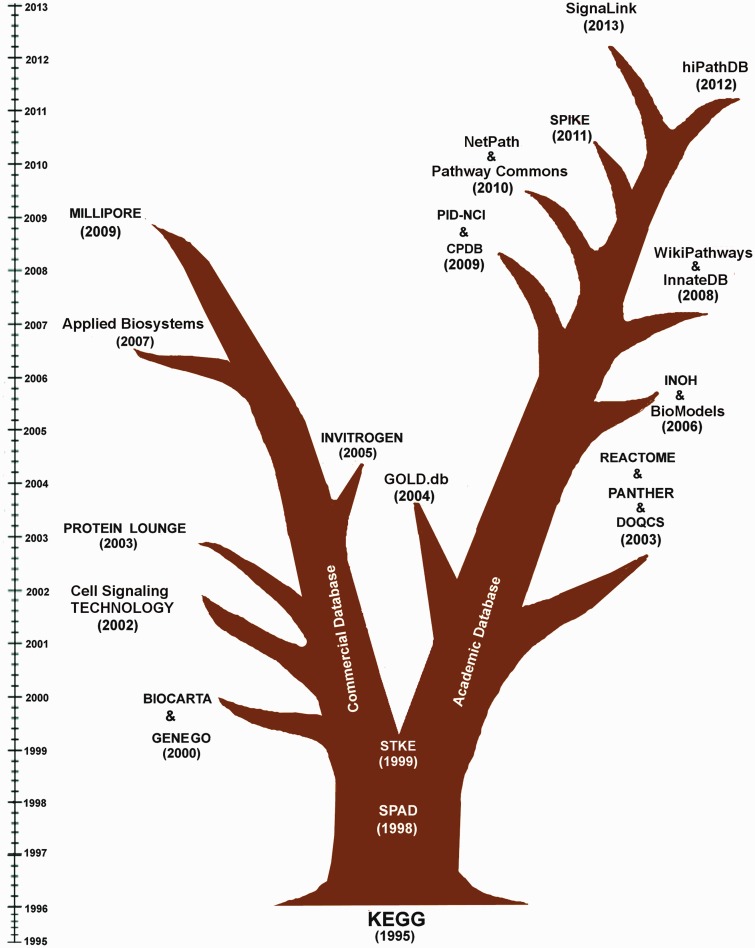 2013
2012
2011
2010
2009
2008
2007
2006
2005
2004
2003
2002
2001
2000
1999
1998
1997
1996
1995
SignaLink
(2013)
hiPathDB
(2012)
SPIKE
(2011)
NetPath
&
Pathway Commons
(2010)
PID-NCI
&
CPDB
(2009)
WikiPathways
&
InnateDB
(2008)
INOH
&
BioModels
(2006)
REACTOME
&
PANTHER
&
DOQCS
(2003)
GOLD.db
(2004)
Academic Database
MILLIPORE
(2009)
Applied Biosystems
(2007)
INVITROGEN
(2005)
PROTEIN LOUNGE
(2003)
Cell Signaling
TECHNOLOGY
(2002)
BIOCARTA
&
GENEGO
(2000)
Commercial Database
STKE
(1999)
SPAD
(1998)
KEGG
(1995)